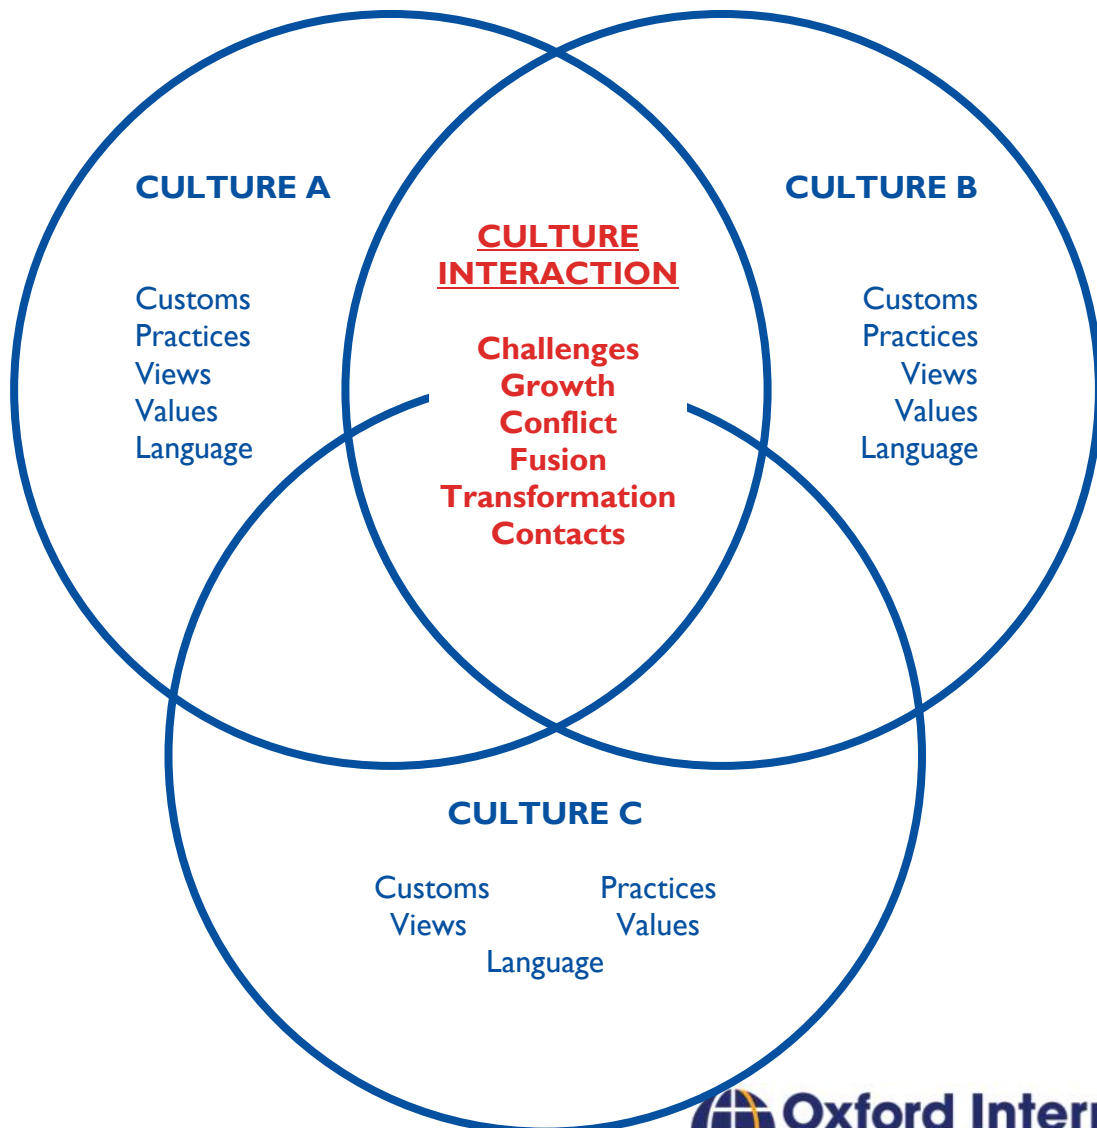 CULTURE A
Customs
Practices
Views
Values
Language
CULTURE
INTERACTION
Challenges
Growth
Conflict
Fusion
Transformation
Contacts
CULTURE B
Customs
Practices
Views
Values
Language
CULTURE C
Customs Practices
Views Values
Language
Oxford Intern